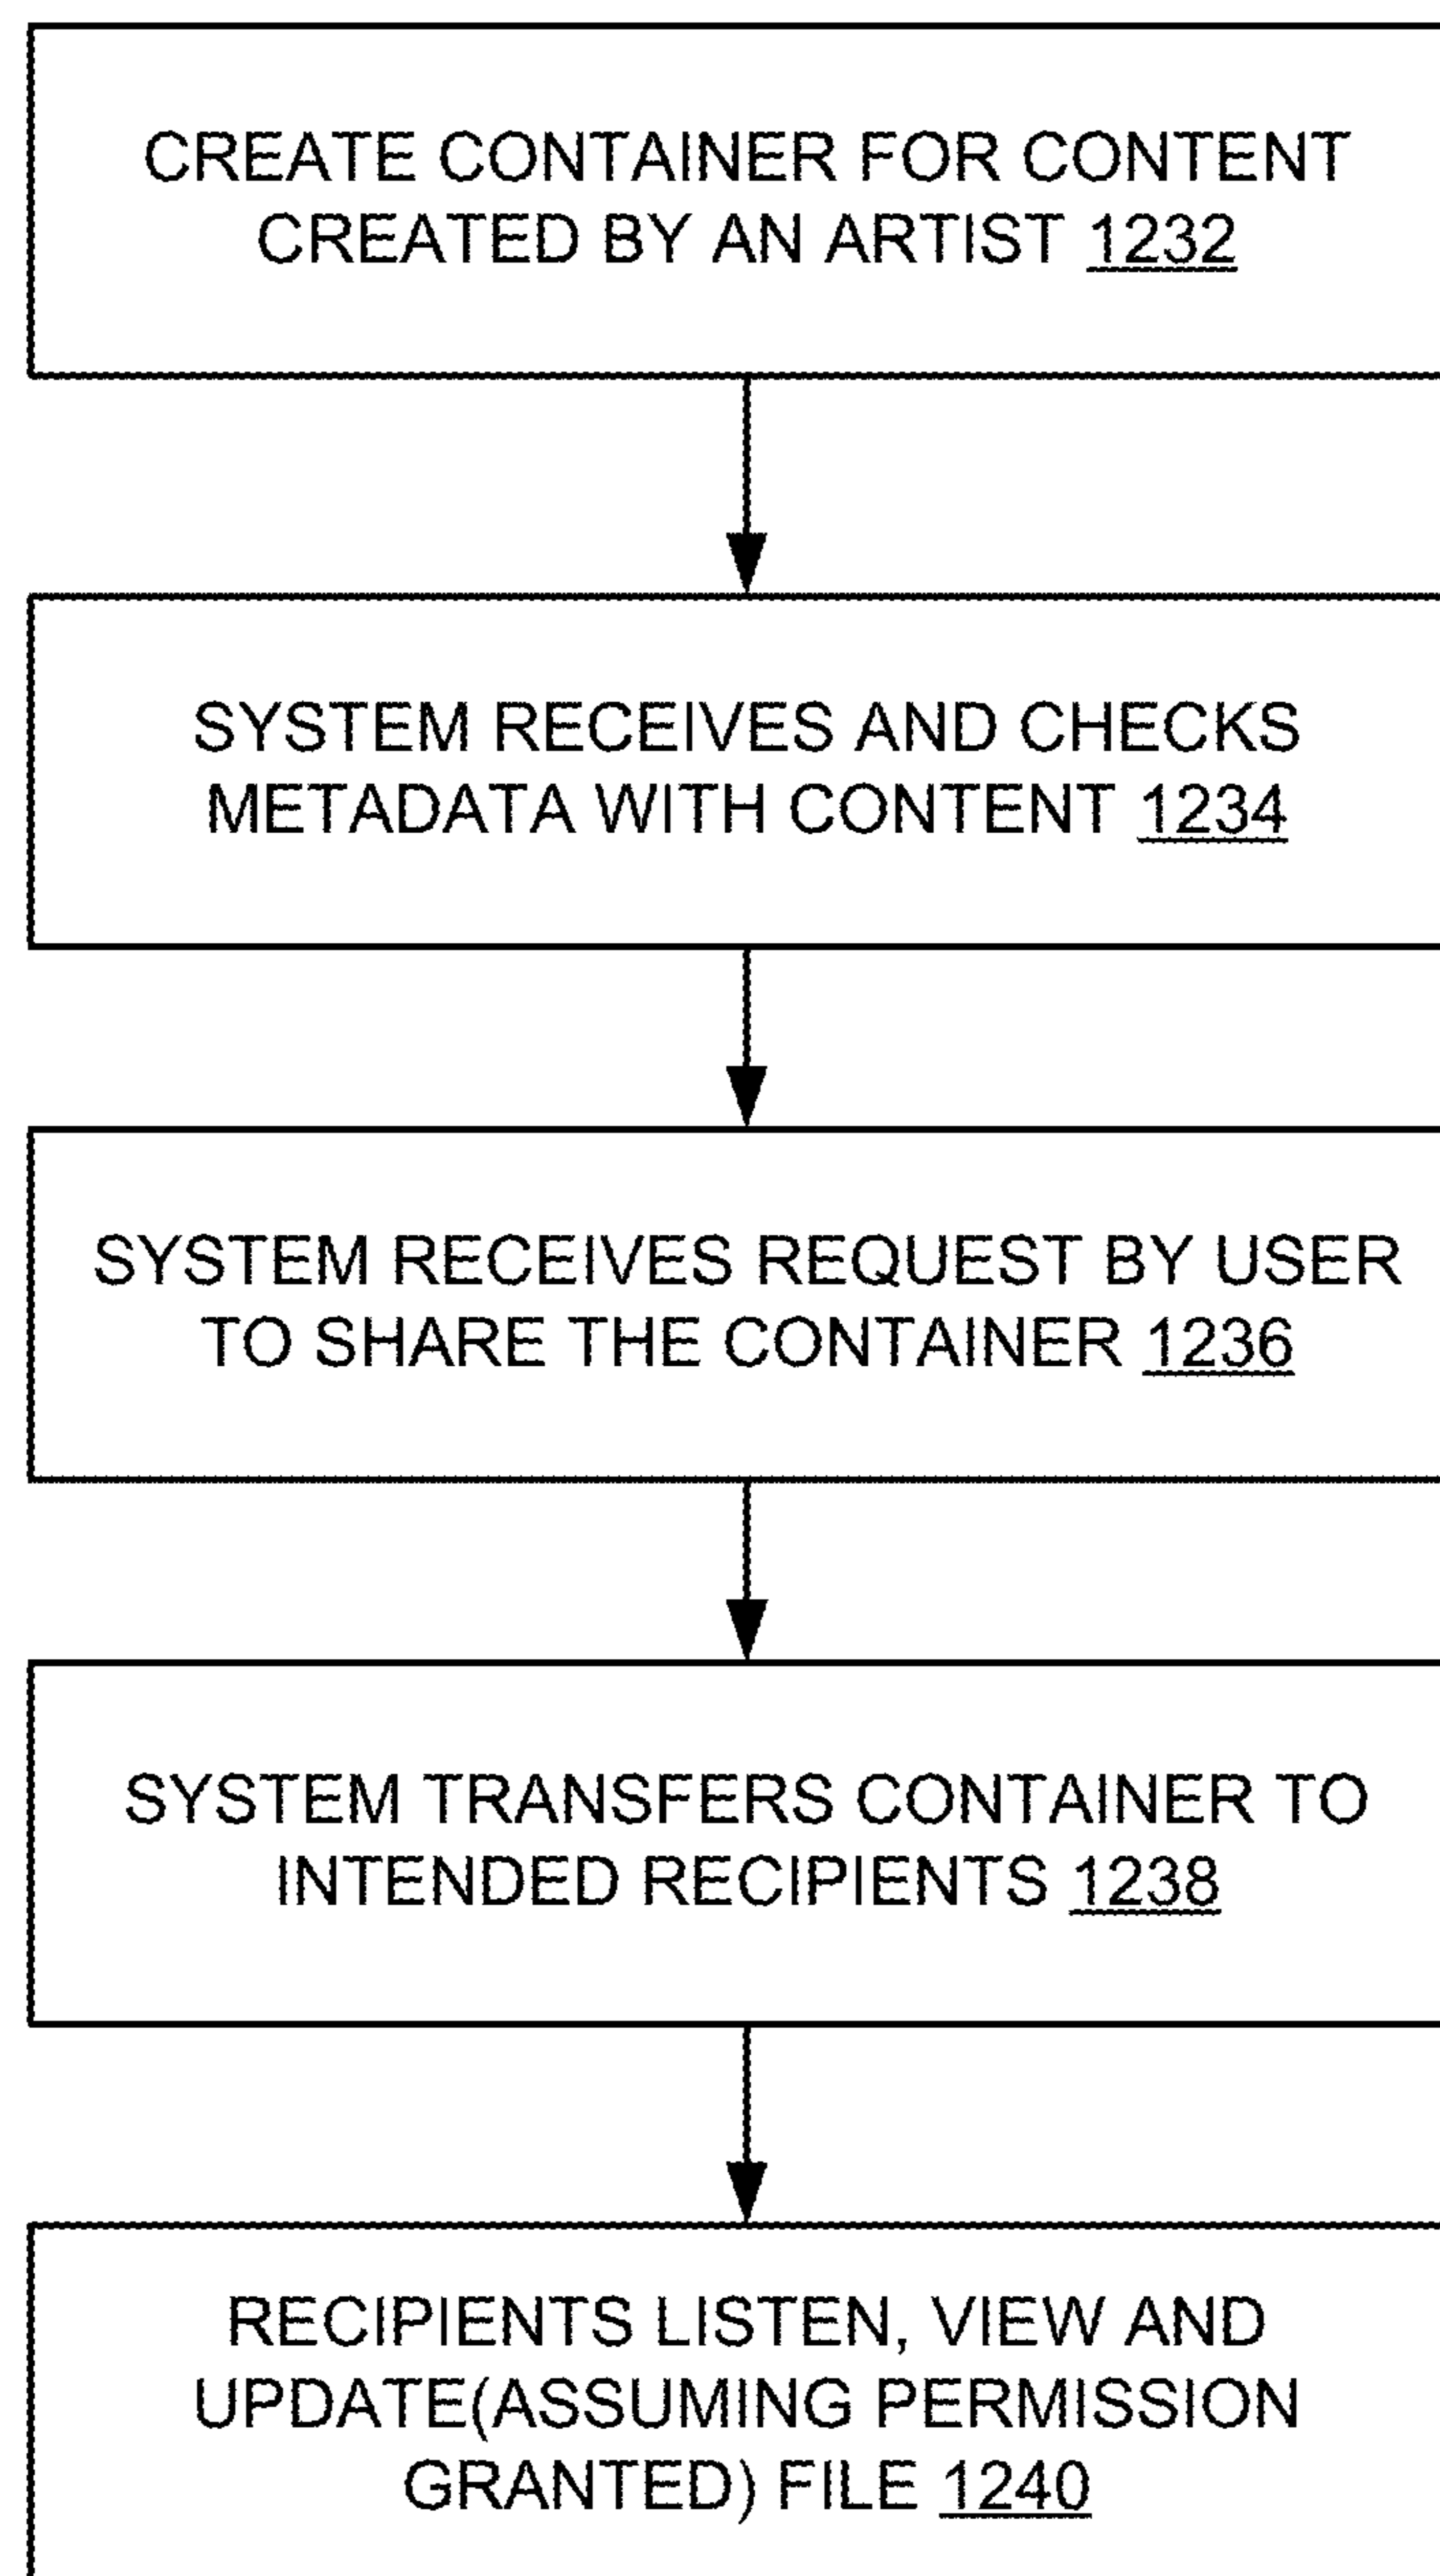 CREATE CONTAINER FOR CONTENT
CREATED BY AN ARTIST 1232
SYSTEM RECEIVES AND CHECKS
METADATA WITH CONTENT 1234
SYSTEM RECEIVES REQUEST BY USER
TO SHARE THE CONTAINER 1236
SYSTEM TRANSFERS CONTAINER TO
INTENDED RECIPIENTS 1238
RECIPIENTS LISTEN, VIEW AND
UPDATE(ASSUMING PERMISSION
GRANTED) FILE 1240